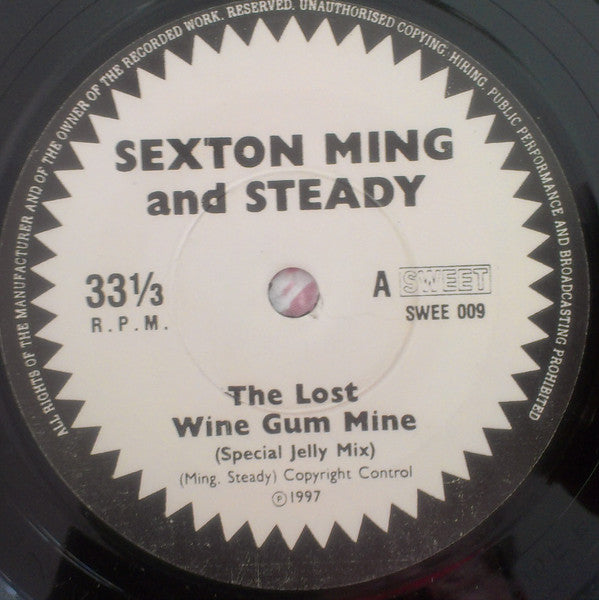 ALL RIGHTS OF THE MANUFACTURER AND OF THE OWNER OF THE RECORDED WORK. RESERVED. UNAUTHORISED COPYING. HIRING. PUBLIC PERFORMANCE AND BROADCASTING PROHIBITED
SEXTON MING
and STEADY
33⅓
R.P.M.
A SWEET
SWEE 009
The Lost
Wine Gum Mine
(Special Jelly Mix)
(Ming. Steady) Copyright Control
℗1997